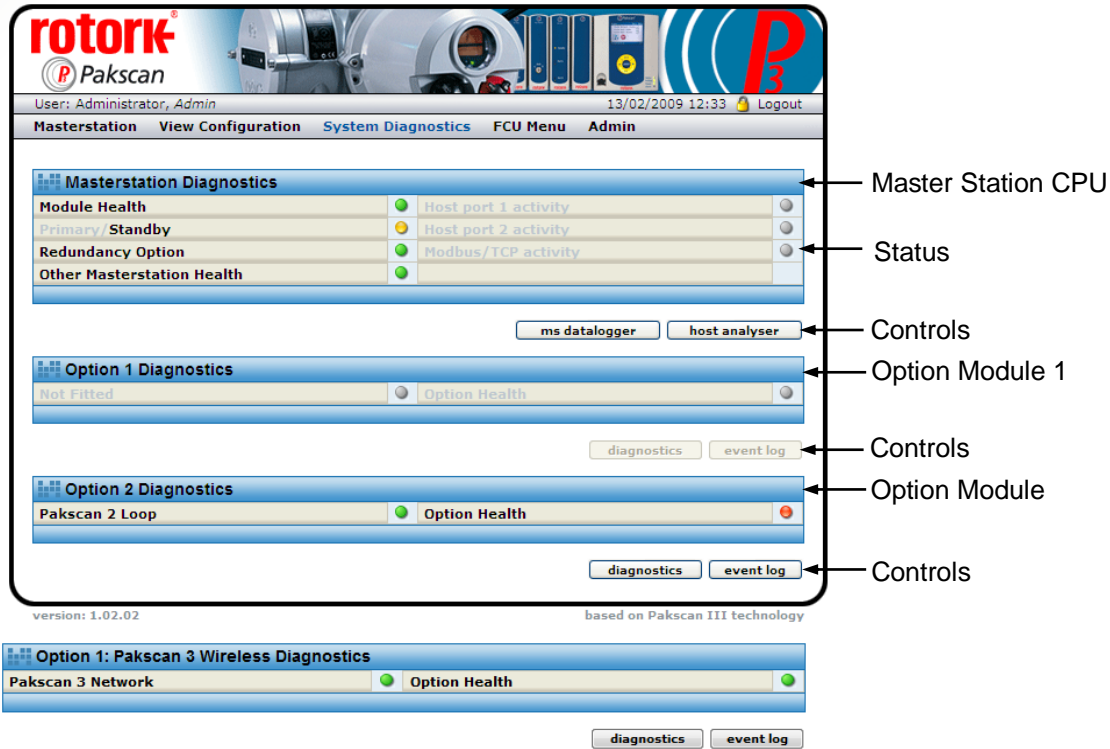 rotork®
Pakscan
P3
User: Administrator, Admin 13/02/2009 12:33 Logout
Masterstation View Configuration System Diagnostics FCU Menu Admin
Masterstation Diagnostics
Master Station CPU
Module Health Host port 1 activity
Primary/Standby Host port 2 activity
Redundancy Option Modbus/TCP activity
Status
Other Masterstation Health
ms datalogger host analyser
Controls
Option 1 Diagnostics
Option Module 1
Not Fitted Option Health
diagnostics event log
Controls
Option 2 Diagnostics
Option Module
Pakscan 2 Loop Option Health
diagnostics event log
Controls
version: 1.02.02 based on Pakscan III technology
Option 1: Pakscan 3 Wireless Diagnostics
Pakscan 3 Network Option Health
diagnostics event log